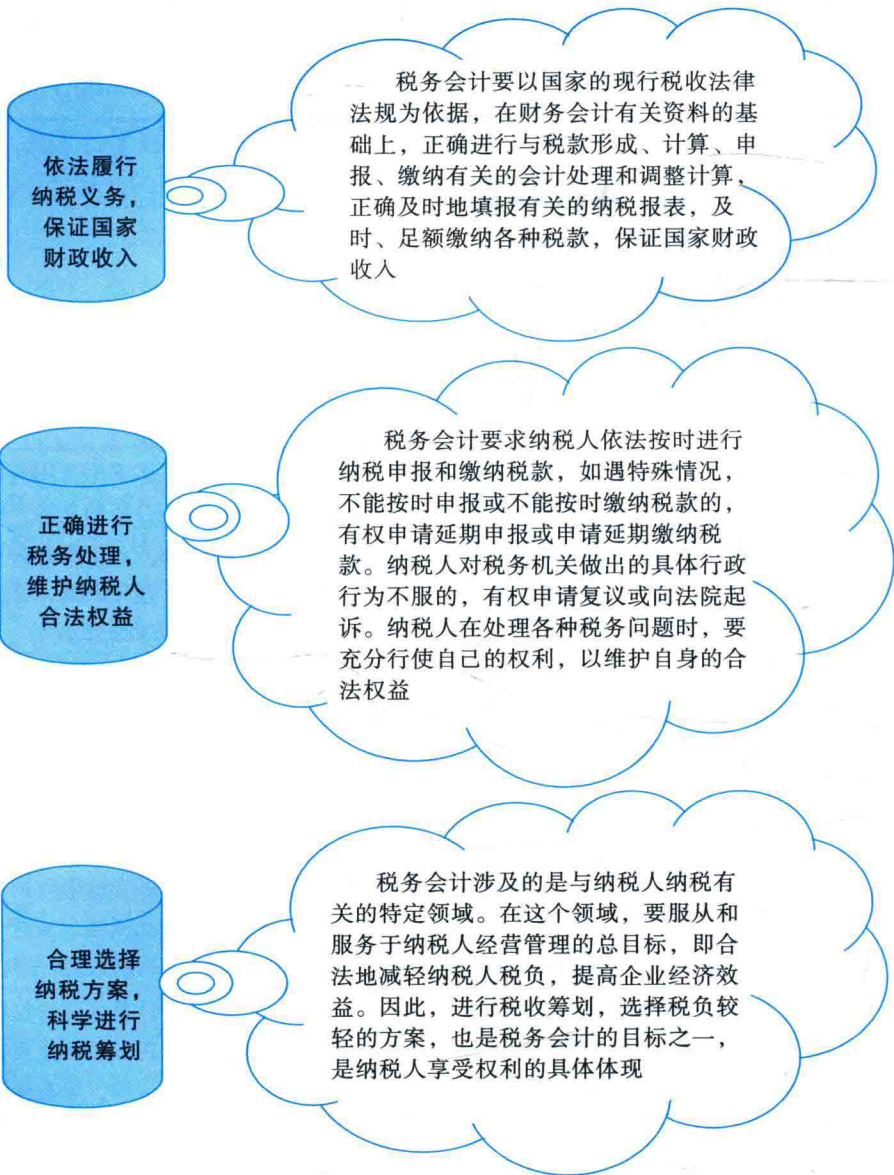 依法履行
纳税义务，
保证国家
财政收入
税务会计要以国家的现行税收法律
法规为依据，在财务会计有关资料的基
础上，正确进行与税款形成、计算、申
报、缴纳有关的会计处理和调整计算，
正确及时地填报有关的纳税报表，及
时、足额缴纳各种税款，保证国家财政
收入
正确进行
税务处理，
维护纳税人
合法权益
税务会计要求纳税人依法按时进行
纳税申报和缴纳税款，如遇特殊情况，
不能按时申报或不能按时缴纳税款的，
有权申请延期申报或申请延期缴纳税
款。纳税人对税务机关做出的具体行政
行为不服的，有权申请复议或向法院起
诉。纳税人在处理各种税务问题时，要
充分行使自己的权利，以维护自身的合
法权益
合理选择
纳税方案，
科学进行
纳税筹划
税务会计涉及的是与纳税人纳税有
关的特定领域。在这个领域，要服从和
服务于纳税人经营管理的总目标，即合
法地减轻纳税人税负，提高企业经济效
益。因此，进行税收筹划，选择税负较
轻的方案，也是税务会计的目标之一，
是纳税人享受权利的具体体现